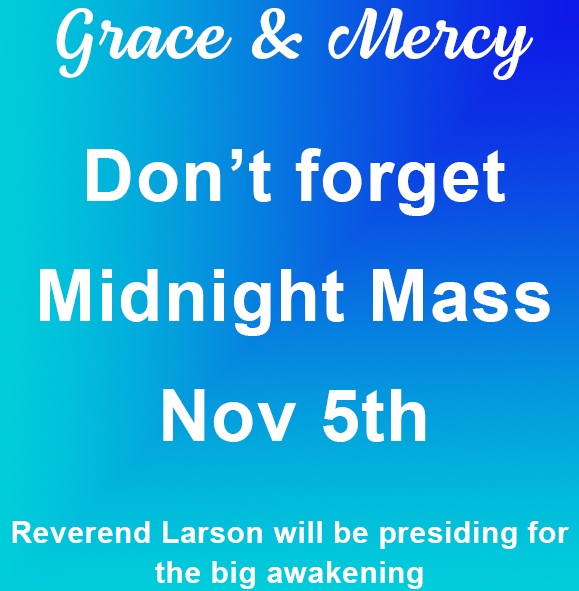 Grace & Mercy
Don’t forget
Midnight Mass
Nov 5th
Reverend Larson will be presiding for
the big awakening